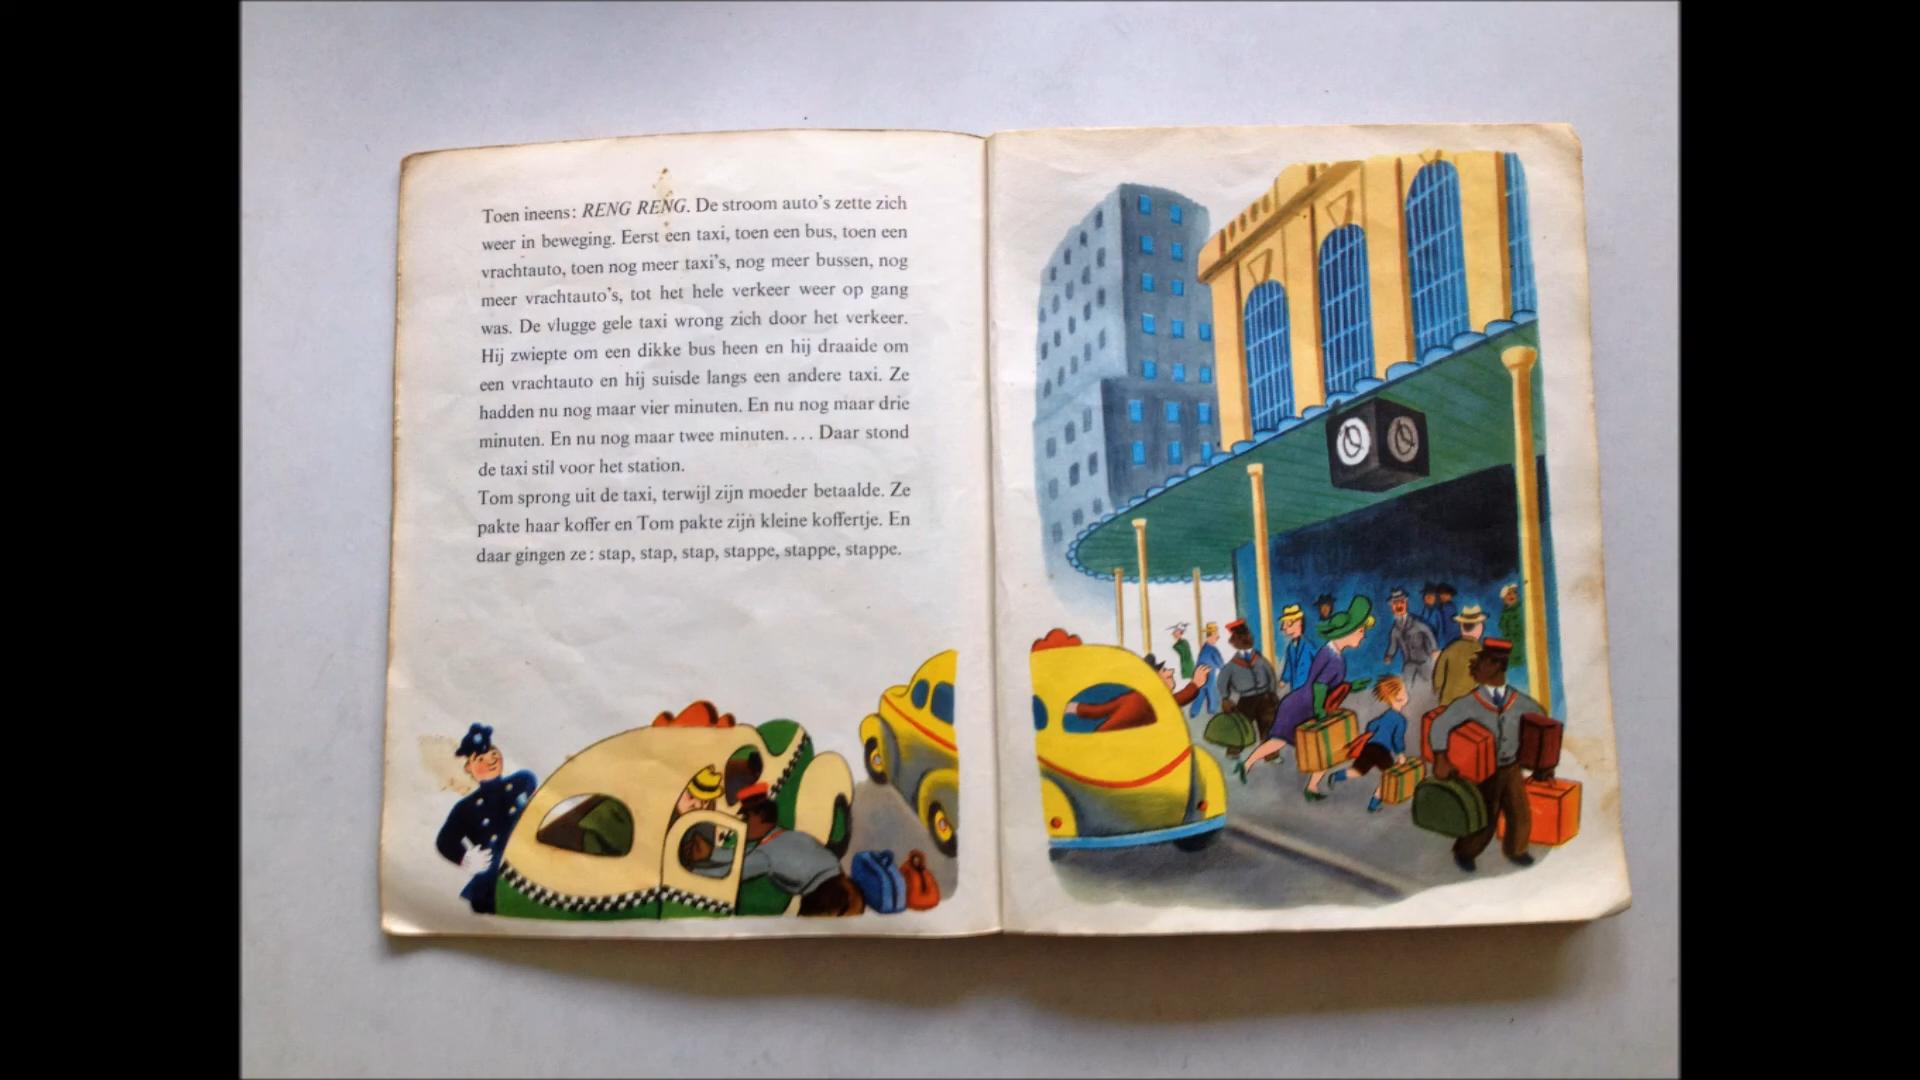 Toen ineens: RENG RENG. De stroom auto's zette zich
weer in beweging. Eerst een taxi, toen een bus, toen een
vrachtauto, toen nog meer taxi's, nog meer bussen, nog
meer vrachtauto's, tot het hele verkeer weer op gang
was. De vlugge gele taxi wrong zich door het verkeer.
Hij zwiepte om een dikke bus heen en hij draaide om
een vrachtauto en hij suisde langs een andere taxi. Ze
hadden nu nog maar vier minuten. En nu nog maar drie
minuten. En nu nog maar twee minuten.... Daar stond
de taxi stil voor het station.
Tom sprong uit de taxi, terwijl zijn moeder betaalde. Ze
pakte haar koffer en Tom pakte zijn kleine koffertje. En
daar gingen ze: stap, stap, stap, stappe, stappe, stappe.